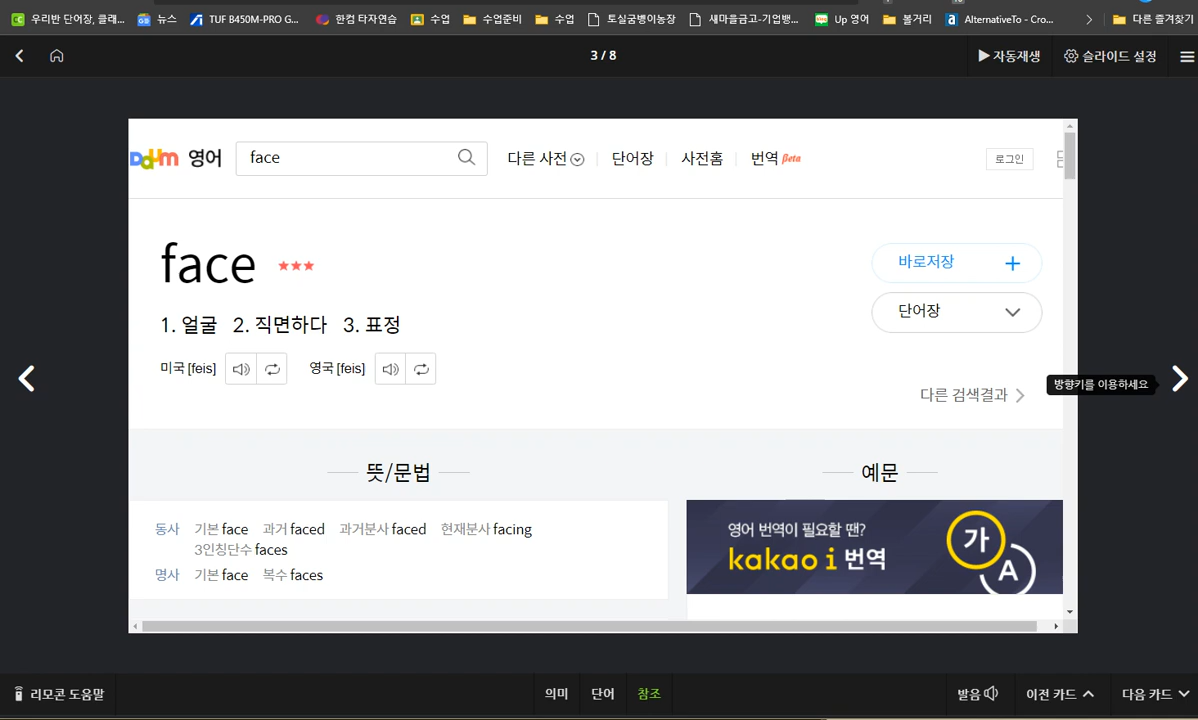 우리반 단어장, 클래... 뉴스 TUF B450M-PRO G... 한컴 타자연습 수업 수업준비 수업 토실굼벵이농장 새마을금고-기업뱅... Up 영어 볼거리 AlternativeTo - Cro... 다른 즐겨찾기
3 / 8 자동재생 슬라이드 설정
Daum 영어 face 다른 사전 단어장 사전홈 번역 Beta 로그인
face
바로저장
1. 얼굴 2. 직면하다 3. 표정
단어장
미국 [feis] 영국 [feis]
방향키를 이용하세요
다른 검색결과
뜻/문법
예문
동사 기본 face 과거 faced 과거분사 faced 현재분사 facing
3인칭단수 faces
명사 기본 face 복수 faces
영어 번역이 필요할 땐?
kakao i 번역
가
A
리모콘 도움말 의미 단어 참조 발음 이전 카드 다음 카드